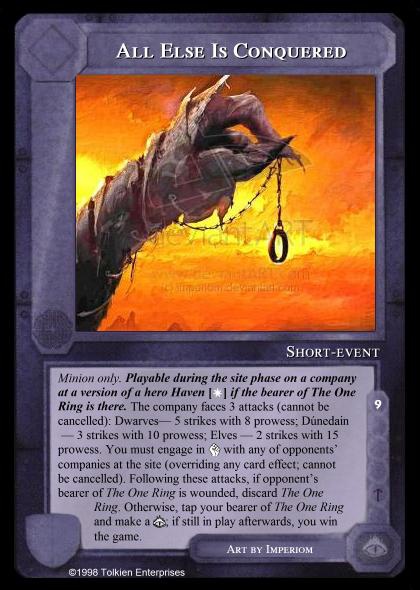 ALL ELSE IS CONQUERED
deviantART
SHORT-EVENT
Minion only. Playable during the site phase on a company
at a version of a hero Haven [ ] if the bearer of The One
Ring is there. The company faces 3 attacks (cannot be
cancelled): Dwarves— 5 strikes with 8 prowess; Dúnedain
— 3 strikes with 10 prowess; Elves — 2 strikes with 15
prowess. You must engage in with any of opponents'
companies at the site (overriding any card effect; cannot
be cancelled). Following these attacks, if opponent's
bearer of The One Ring is wounded, discard The One
Ring. Otherwise, tap your bearer of The One Ring
and make a ; if still in play afterwards, you win
the game.
9
ART BY IMPERIOM
©1998 Tolkien Enterprises